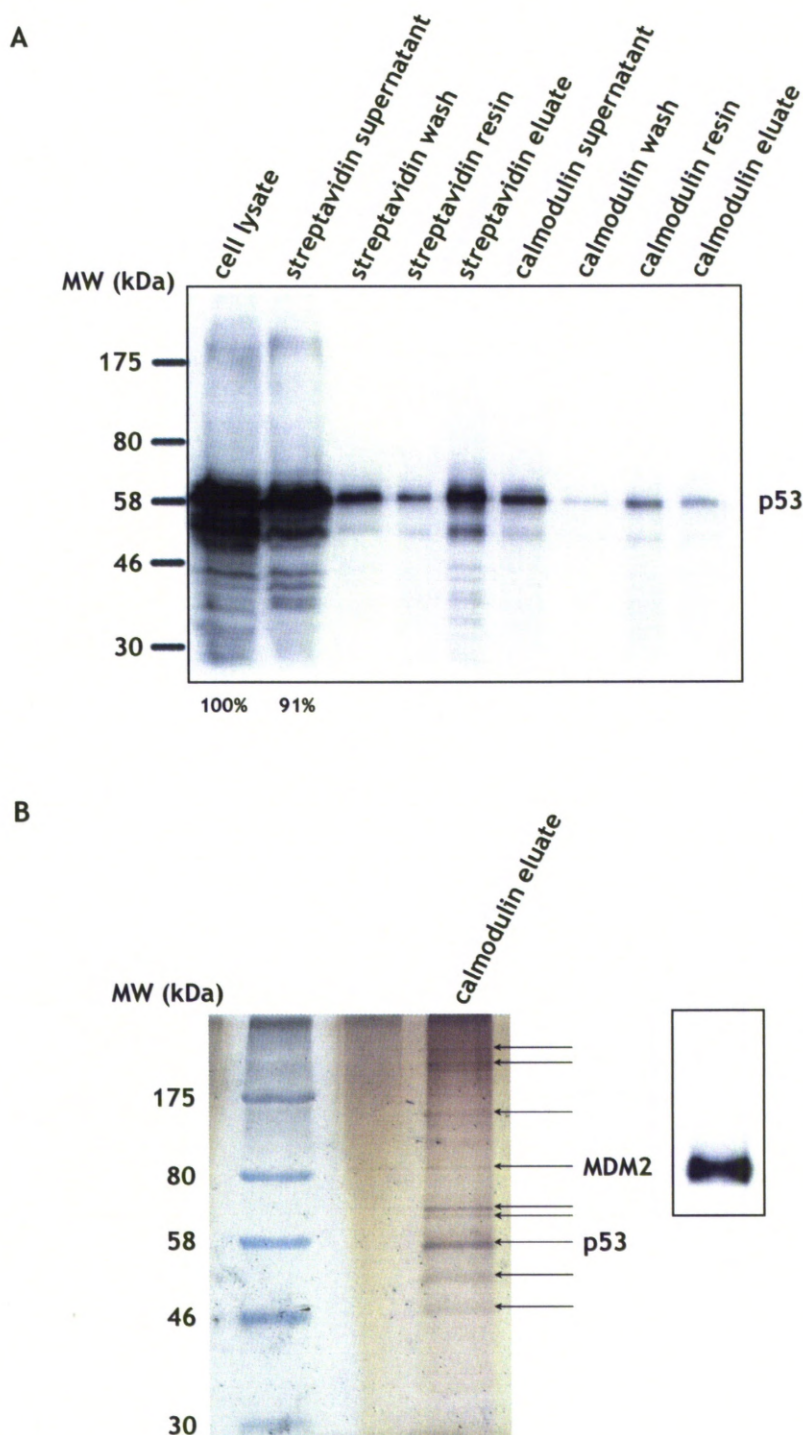 A
cell lysate
streptavidin supernatant
streptavidin wash
streptavidin resin
streptavidin eluate
calmodulin supernatant
calmodulin wash
calmodulin resin
calmodulin eluate
MW (kDa)
175
80
58
p53
46
30
100% 91%
B
calmodulin eluate
MW (kDa)
175
80
MDM2
58
p53
46
30